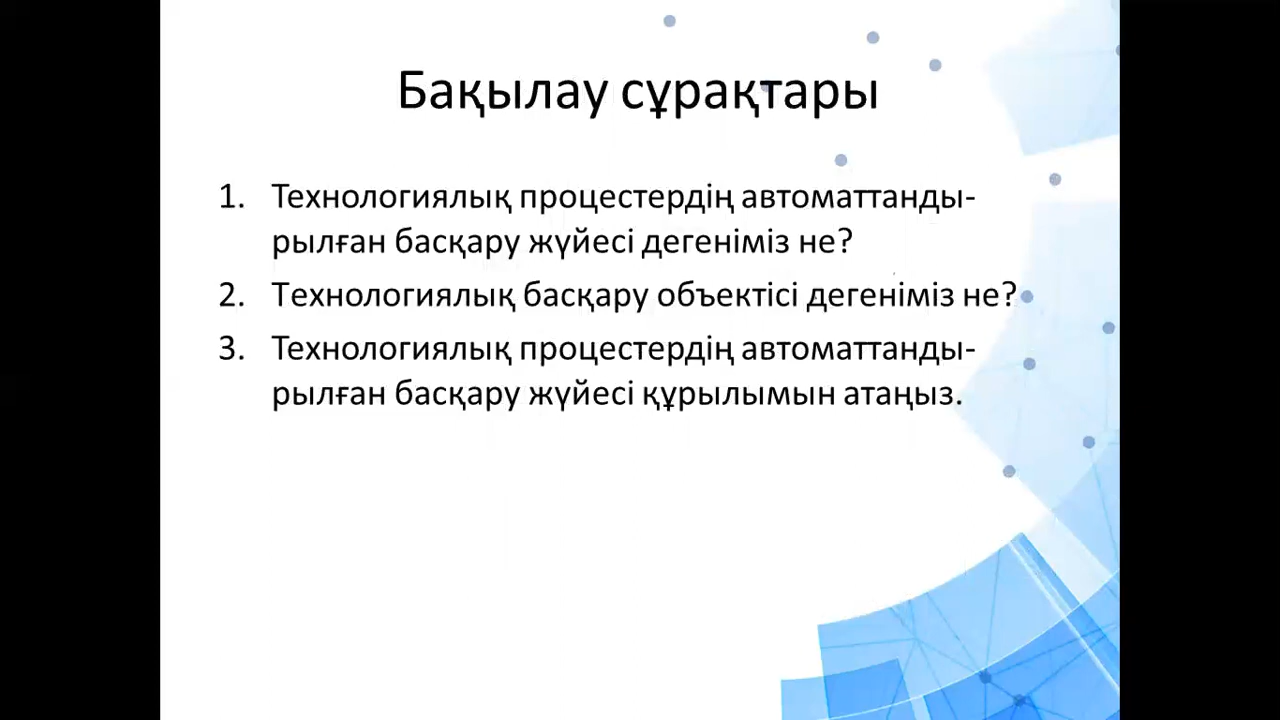 Бақылау сұрақтары
1. Технологиялық процестердің автоматтанды-
рылған басқару жүйесі дегеніміз не?
2. Технологиялық басқару объектісі дегеніміз не?
3. Технологиялық процестердің автоматтанды-
рылған басқару жүйесі құрылымын атаңыз.